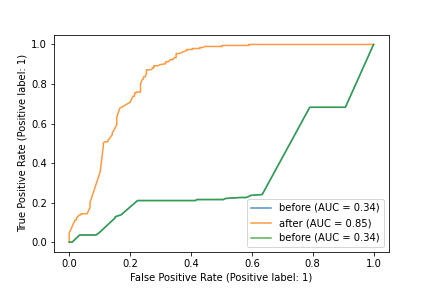 True Positive Rate (Positive label: 1)
1.0
0.8
0.6
0.4
0.2
0.0
before (AUC = 0.34)
after (AUC = 0.85)
before (AUC = 0.34)
0.0 0.2 0.4 0.6 0.8 1.0
False Positive Rate (Positive label: 1)